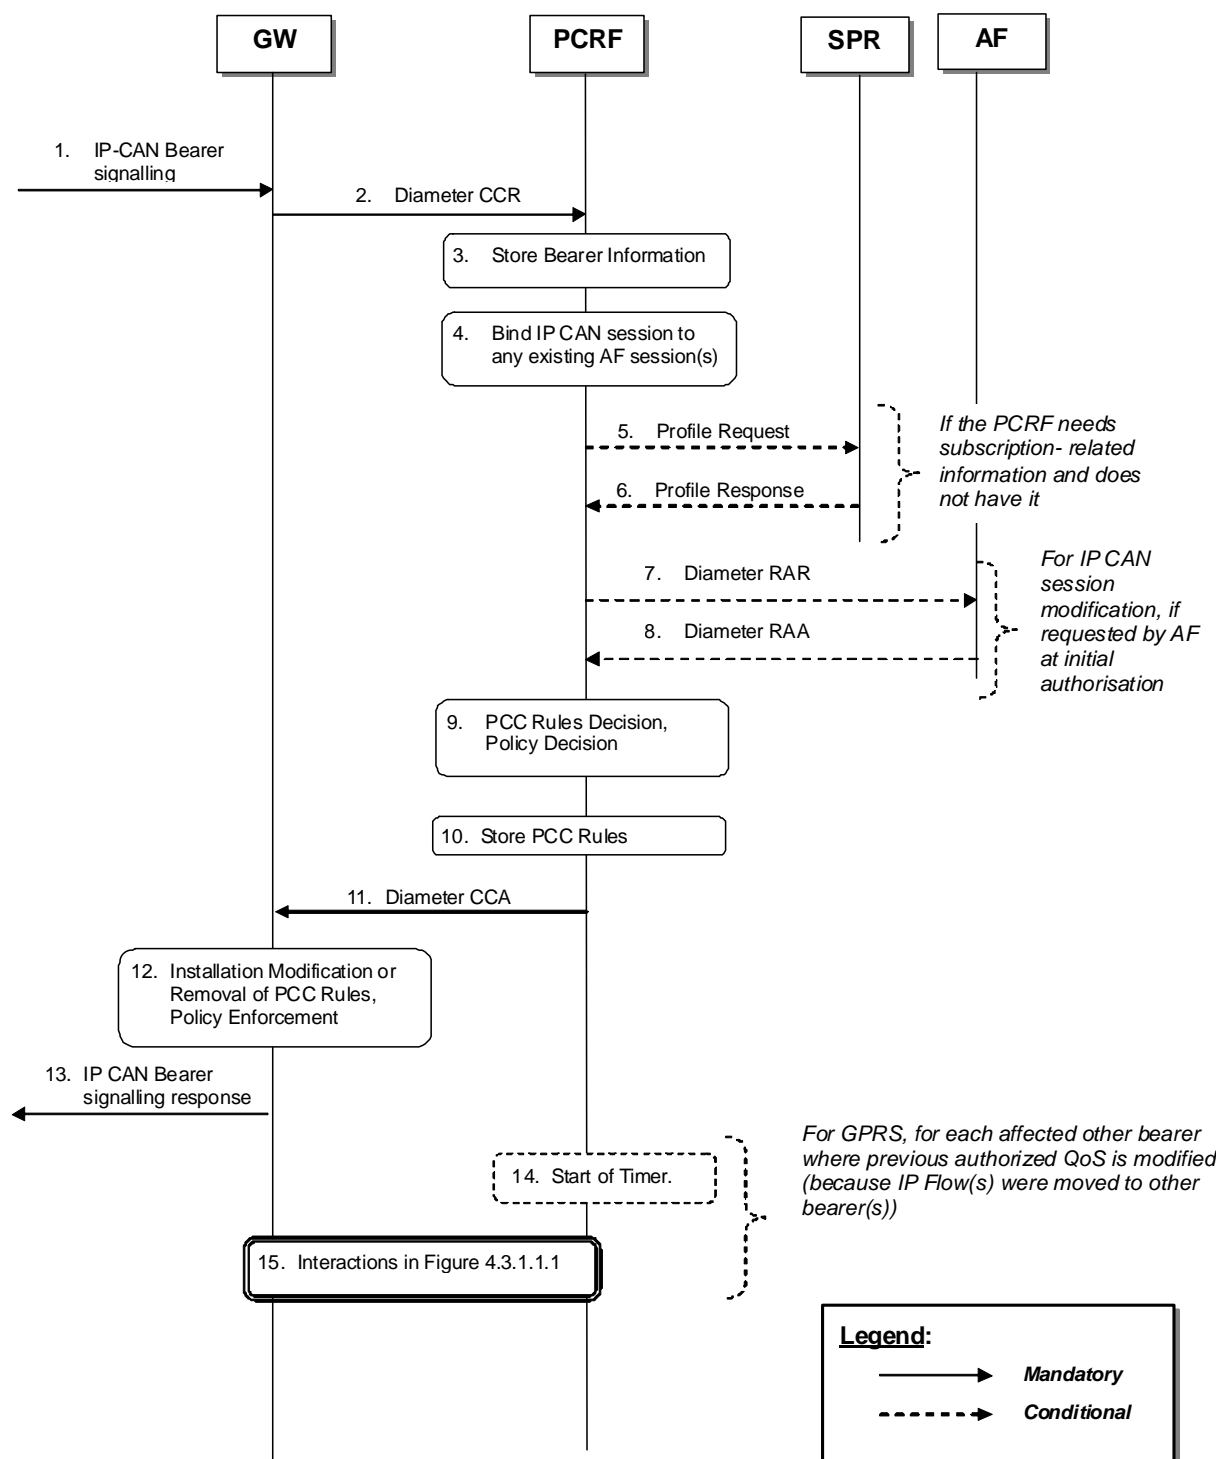 GW
PCRF
SPR
AF
1. IP-CAN Bearer
signalling
2. Diameter CCR
3. Store Bearer Information
4. Bind IP CAN session to
any existing AF session(s)
5. Profile Request
6. Profile Response
If the PCRF needs
subscription- related
information and does
not have it
7. Diameter RAR
8. Diameter RAA
For IP CAN
session
modification, if
requested by AF
at initial
authorisation
9. PCC Rules Decision,
Policy Decision
10. Store PCC Rules
11. Diameter CCA
12. Installation Modification or
Removal of PCC Rules,
Policy Enforcement
13. IP CAN Bearer
signalling response
14. Start of Timer.
For GPRS, for each affected other bearer
where previous authorized QoS is modified
(because IP Flow(s) were moved to other
bearer(s))
15. Interactions in Figure 4.3.1.1.1
Legend:
Mandatory
Conditional